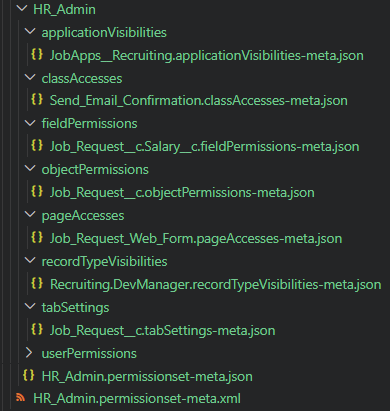 HR_Admin
applicationVisibilities
{} JobApps__Recruiting.applicationVisibilities-meta.json
classAccesses
{} Send_Email_Confirmation.classAccesses-meta.json
fieldPermissions
{} Job_Request__c.Salary__c.fieldPermissions-meta.json
objectPermissions
{} Job_Request__c.objectPermissions-meta.json
pageAccesses
{} Job_Request_Web_Form.pageAccesses-meta.json
recordTypeVisibilities
{} Recruiting.DevManager.recordTypeVisibilities-meta.json
tabSettings
{} Job_Request__c.tabSettings-meta.json
userPermissions
{} HR_Admin.permissionset-meta.json
HR_Admin.permissionset-meta.xml